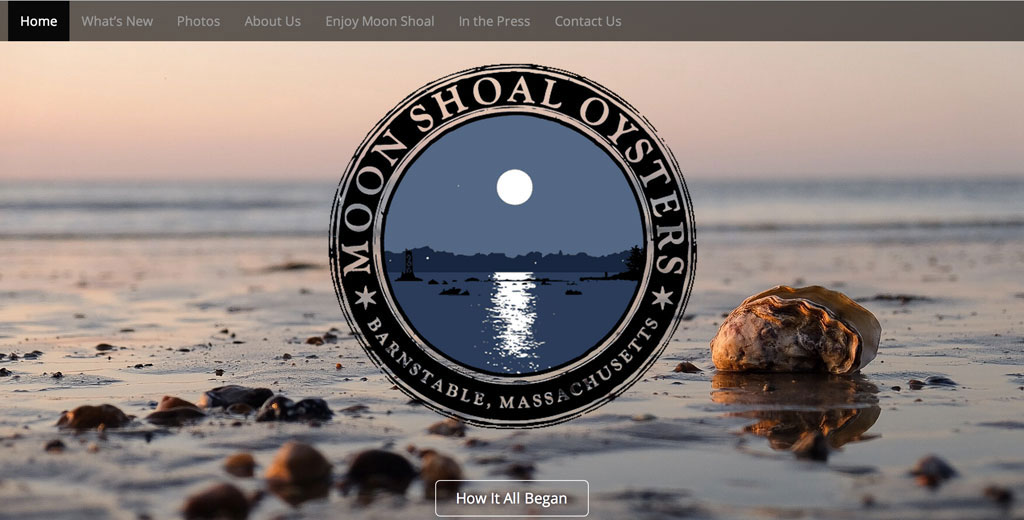 Home
What's New
Photos
About Us
Enjoy Moon Shoal
In the Press
Contact Us
MOON SHOAL OYSTERS
BARNSTABLE, MASSACHUSETTS
How It All Began